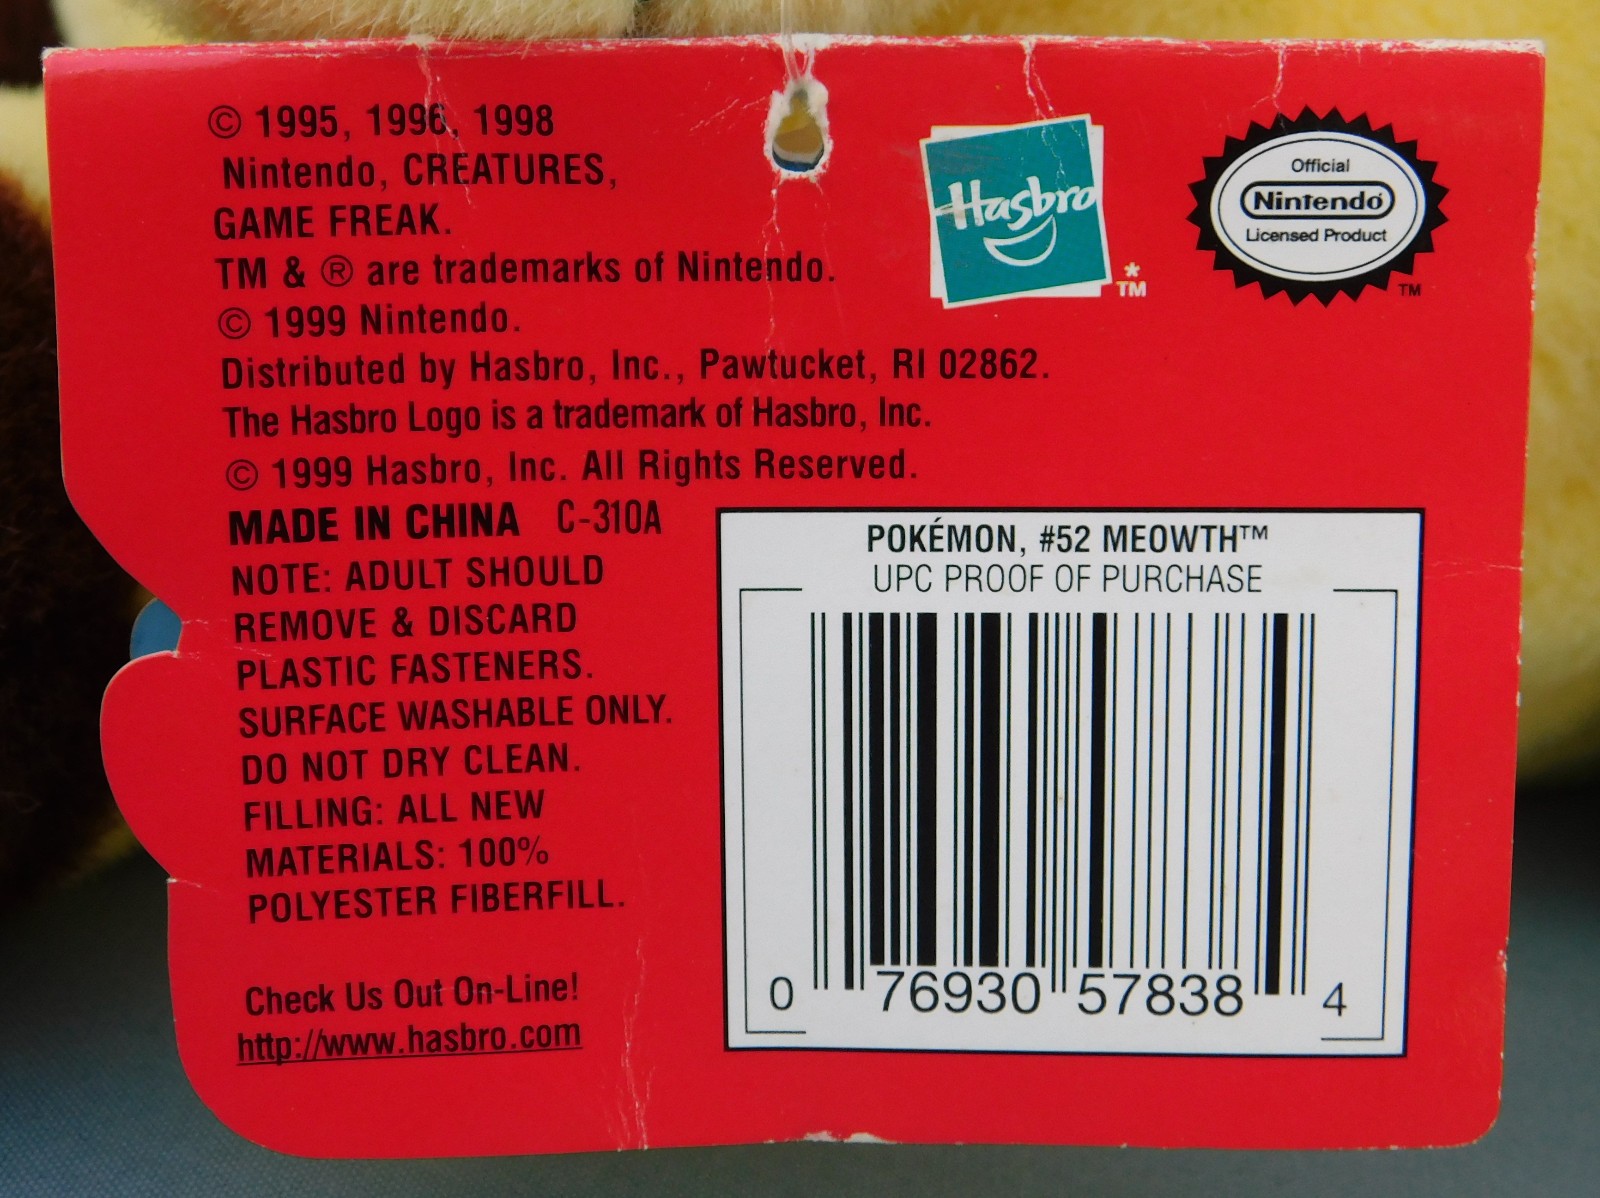 © 1995, 1996, 1998
Nintendo, CREATURES,
GAME FREAK.
TM & ® are trademarks of Nintendo.
© 1999 Nintendo.
Distributed by Hasbro, Inc., Pawtucket, RI 02862.
The Hasbro Logo is a trademark of Hasbro, Inc.
© 1999 Hasbro, Inc. All Rights Reserved.
MADE IN CHINA C-310A
NOTE: ADULT SHOULD
REMOVE & DISCARD
PLASTIC FASTENERS.
SURFACE WASHABLE ONLY.
DO NOT DRY CLEAN.
FILLING: ALL NEW
MATERIALS: 100%
POLYESTER FIBERFILL.
Check Us Out On-Line!
http://www.hasbro.com
Hasbro
*
TM
Official
Nintendo
Licensed Product
TM
POKÉMON, #52 MEOWTH™
UPC PROOF OF PURCHASE
0 76930 57838 4